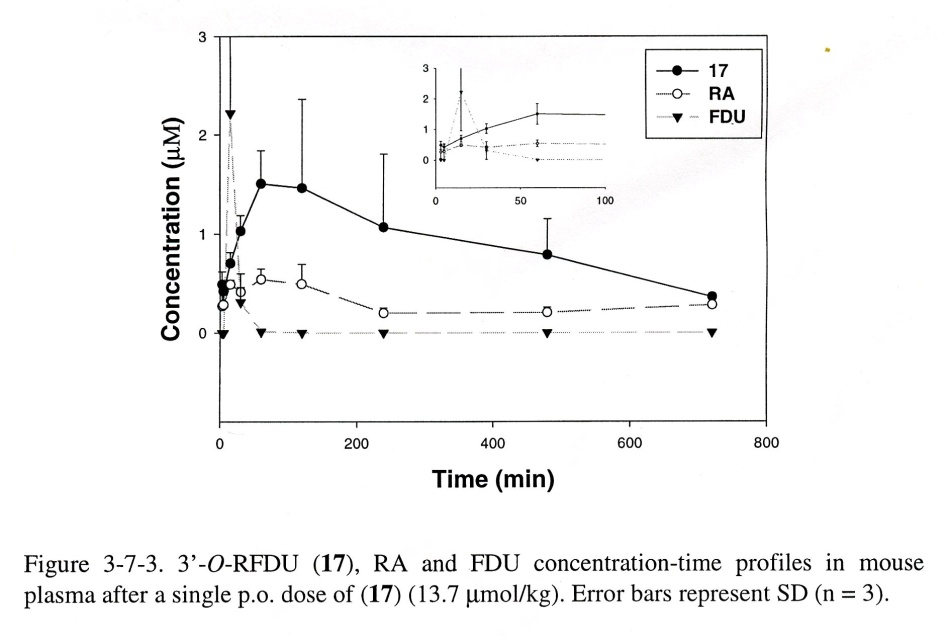 3
2
1
0
Concentration (μM)
0
200
400
600
800
Time (min)
3
2
1
0
0
50
100
17
RA
FDU
Figure 3-7-3. 3’-O-RFDU (17), RA and FDU concentration-time profiles in mouse
plasma after a single p.o. dose of (17) (13.7 μmol/kg). Error bars represent SD (n = 3).